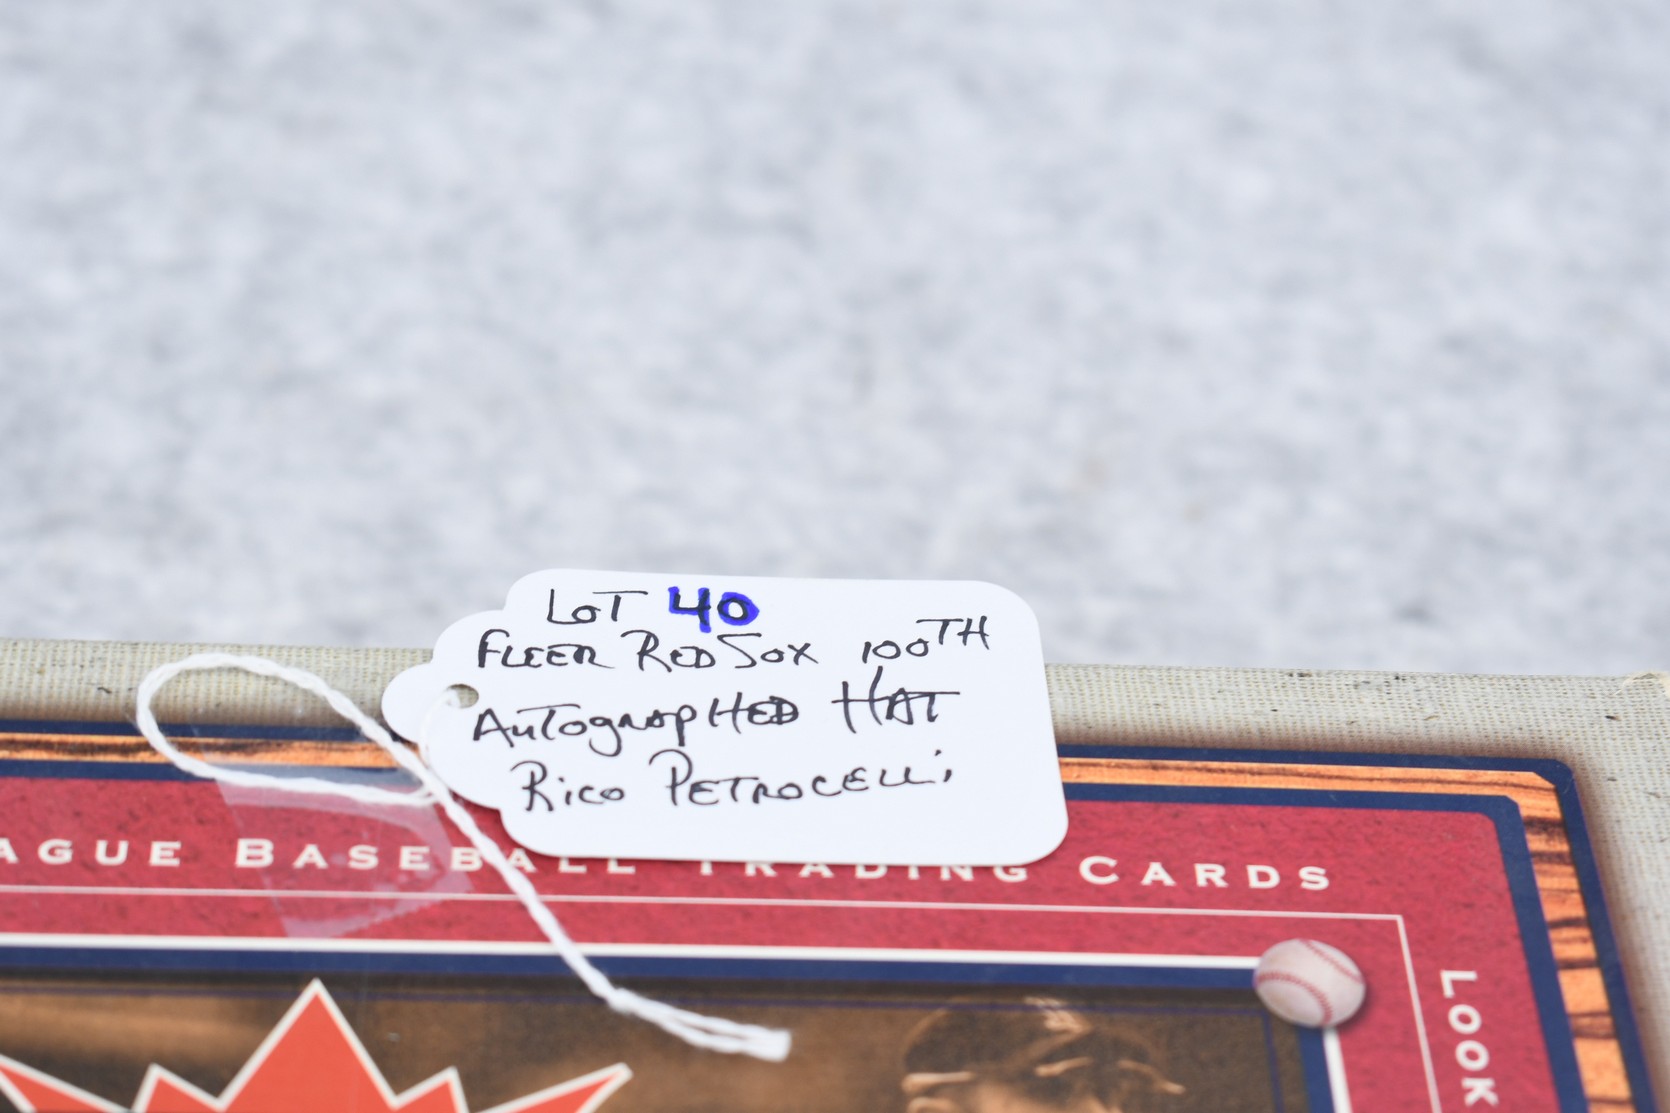 LOT 40
FLEER RED SOX 100TH
AUTOGRAPHED HAT
RICO PETROCELLI
AGUE BASEBALL TRADING CARDS
LOOK